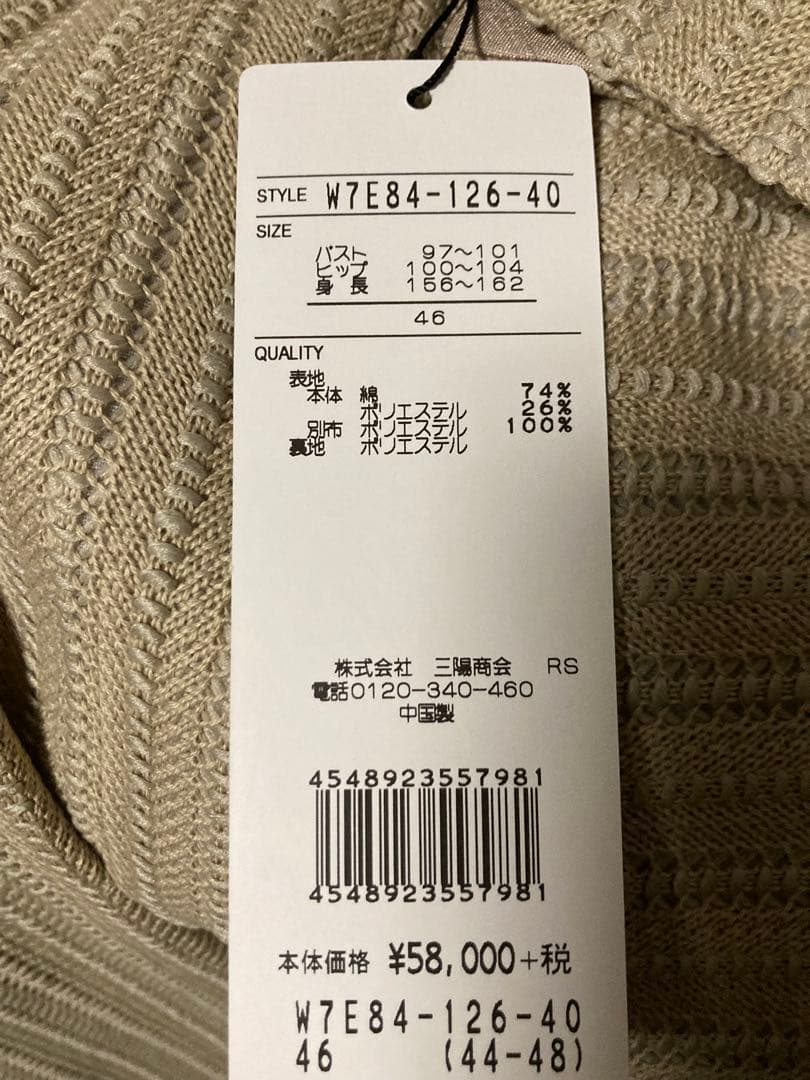 STYLE W7E84-126-40
SIZE
バスト 97～101
ヒップ 100～104
身長 156～162
46
QUALITY
表地
本体 綿 74%
ポリエステル 26%
別布 ポリエステル 100%
裏地 ポリエステル
株式会社 三陽商会 RS
電話0120-340-460
中国製
4548923557981
4548923557981
本体価格 ¥58,000+税
W7E84-126-40
46 (44-48)